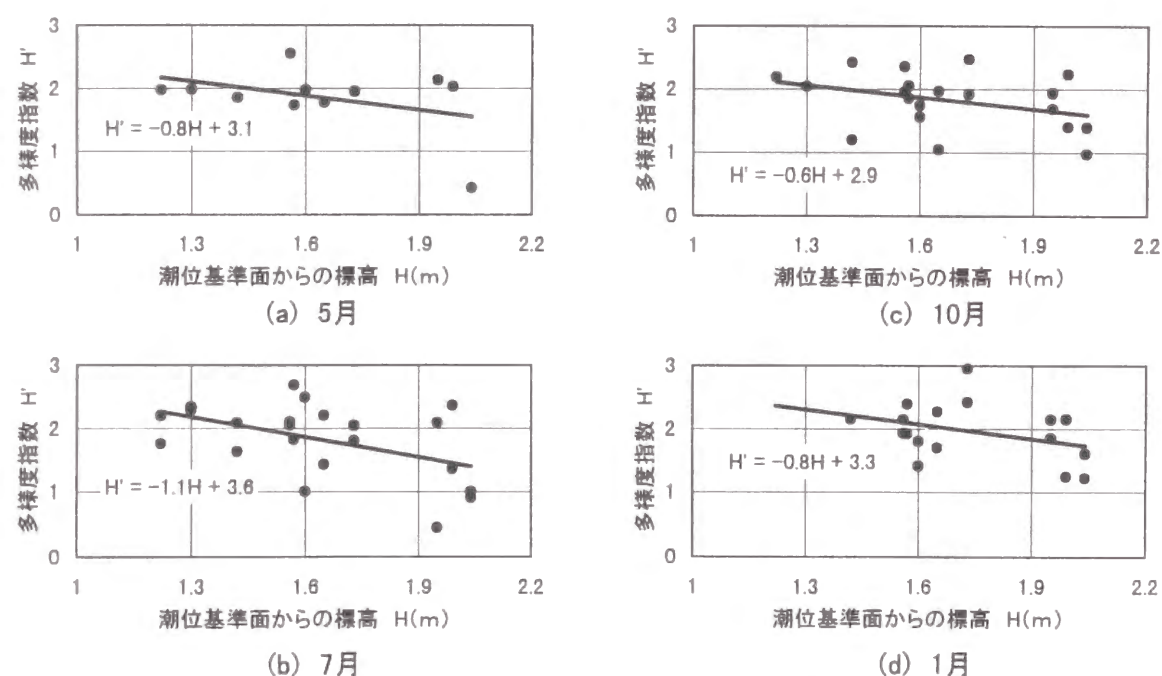 多様度指数 H'
3
2
1
0
H' = −0.8H + 3.1
1 1.3 1.6 1.9 2.2
潮位基準面からの標高 H(m)
(a) 5月
多様度指数 H'
3
2
1
0
H' = −1.1H + 3.6
1 1.3 1.6 1.9 2.2
潮位基準面からの標高 H(m)
(b) 7月
多様度指数 H'
3
2
1
0
H' = −0.6H + 2.9
1 1.3 1.6 1.9 2.2
潮位基準面からの標高 H(m)
(c) 10月
多様度指数 H'
3
2
1
0
H' = −0.8H + 3.3
1 1.3 1.6 1.9 2.2
潮位基準面からの標高 H(m)
(d) 1月